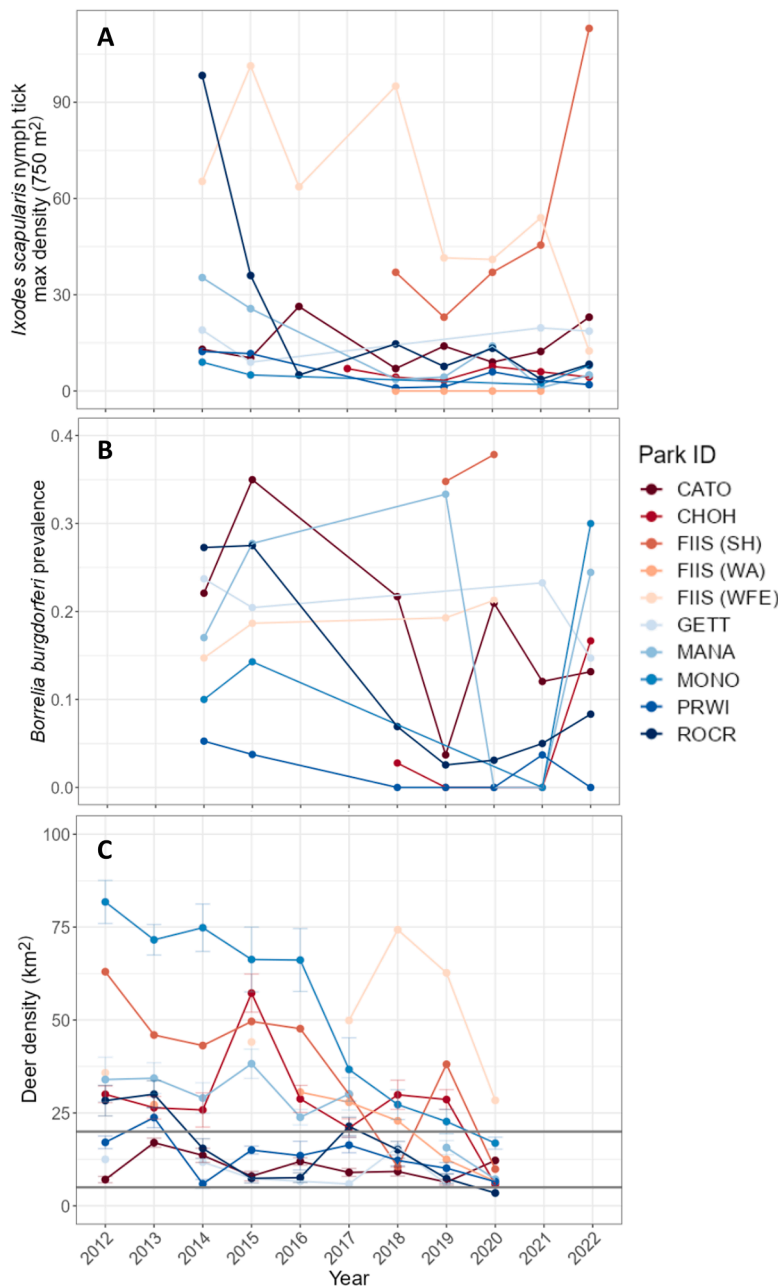 A
Ixodes scapularis nymph tick
max density (750 m²)
90
60
30
0
B
Borrelia burgdorferi prevalence
0.4
0.3
0.2
0.1
0.0
Park ID
CATO
CHOH
FIIS (SH)
FIIS (WA)
FIIS (WFE)
GETT
MANA
MONO
PRWI
ROCR
C
Deer density (km²)
100
75
50
25
0
2012 2013 2014 2015 2016 2017 2018 2019 2020 2021 2022
Year